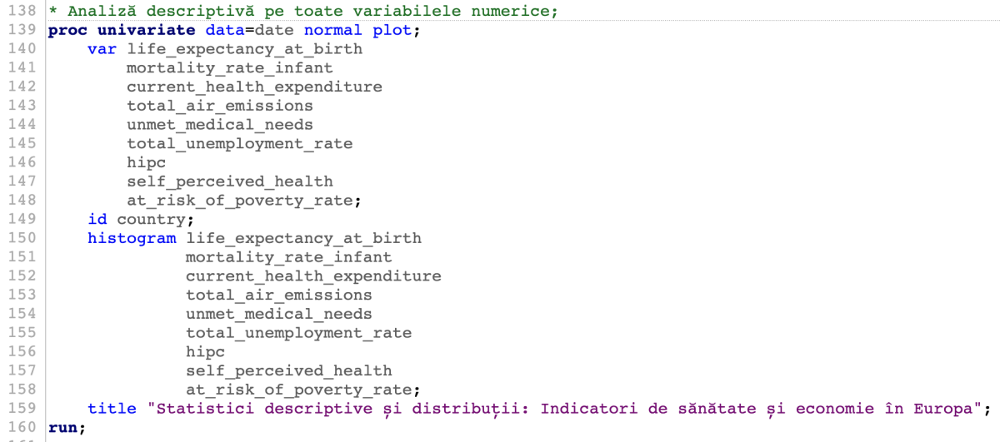 138 * Analiză descriptivă pe toate variabilele numerice;
139 proc univariate data=date normal plot;
140     var life_expectancy_at_birth
141         mortality_rate_infant
142         current_health_expenditure
143         total_air_emissions
144         unmet_medical_needs
145         total_unemployment_rate
146         hipc
147         self_perceived_health
148         at_risk_of_poverty_rate;
149     id country;
150     histogram life_expectancy_at_birth
151               mortality_rate_infant
152               current_health_expenditure
153               total_air_emissions
154               unmet_medical_needs
155               total_unemployment_rate
156               hipc
157               self_perceived_health
158               at_risk_of_poverty_rate;
159     title "Statistici descriptive și distribuții: Indicatori de sănătate și economie în Europa";
160 run;